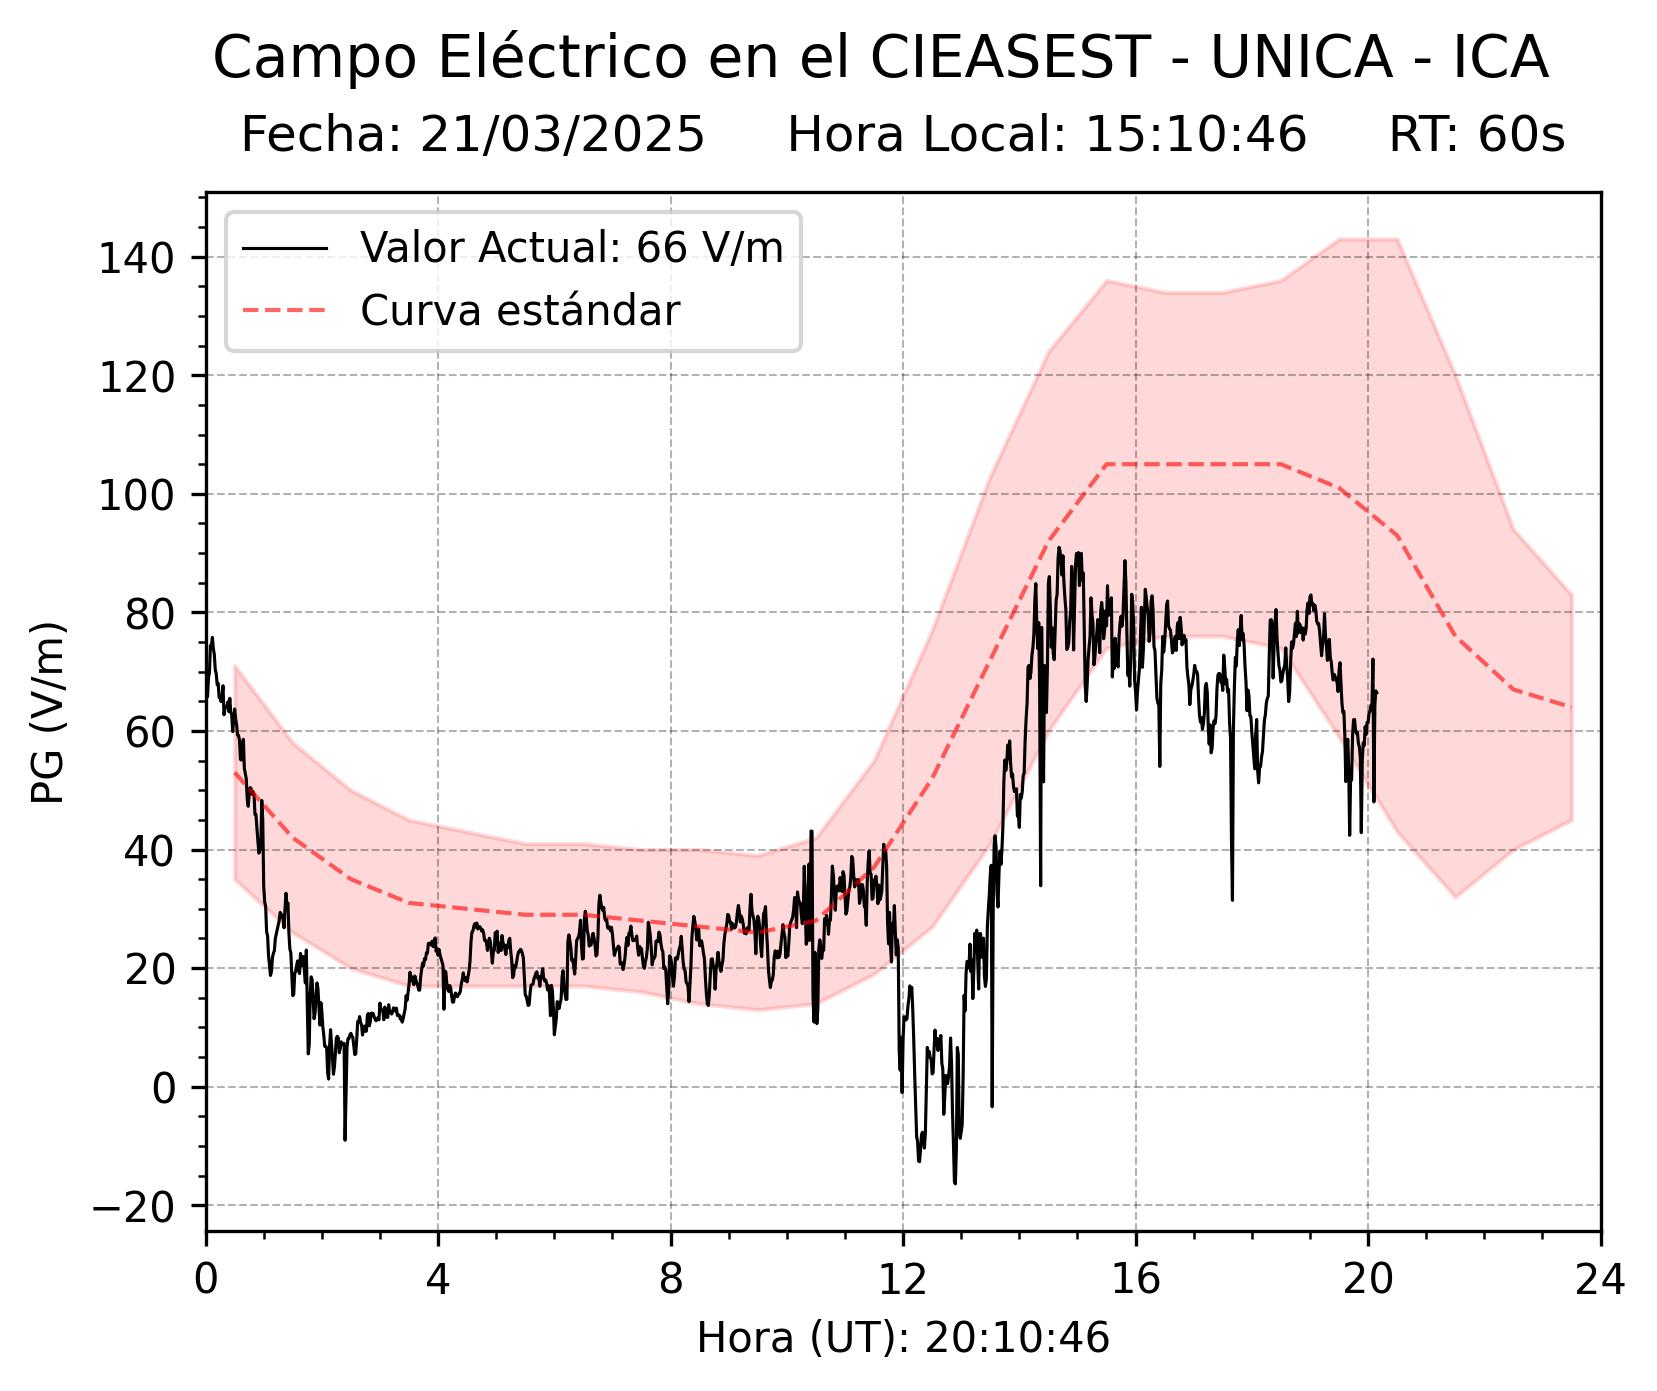 Campo Eléctrico en el CIEASEST - UNICA - ICA
Fecha: 21/03/2025 Hora Local: 15:10:46 RT: 60s
Valor Actual: 66 V/m
Curva estándar
PG (V/m)
140
120
100
80
60
40
20
0
−20
0 4 8 12 16 20 24
Hora (UT): 20:10:46